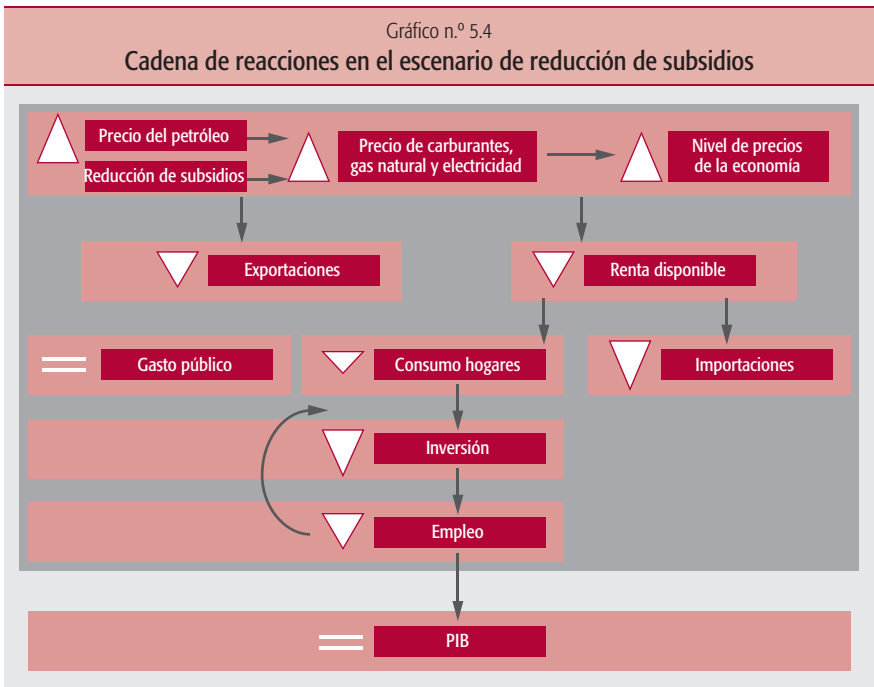 Gráfico n.º 5.4
Cadena de reacciones en el escenario de reducción de subsidios
Precio del petróleo
Reducción de subsidios
Precio de carburantes,
gas natural y electricidad
Nivel de precios
de la economía
Exportaciones
Renta disponible
Gasto público
Consumo hogares
Importaciones
Inversión
Empleo
PIB